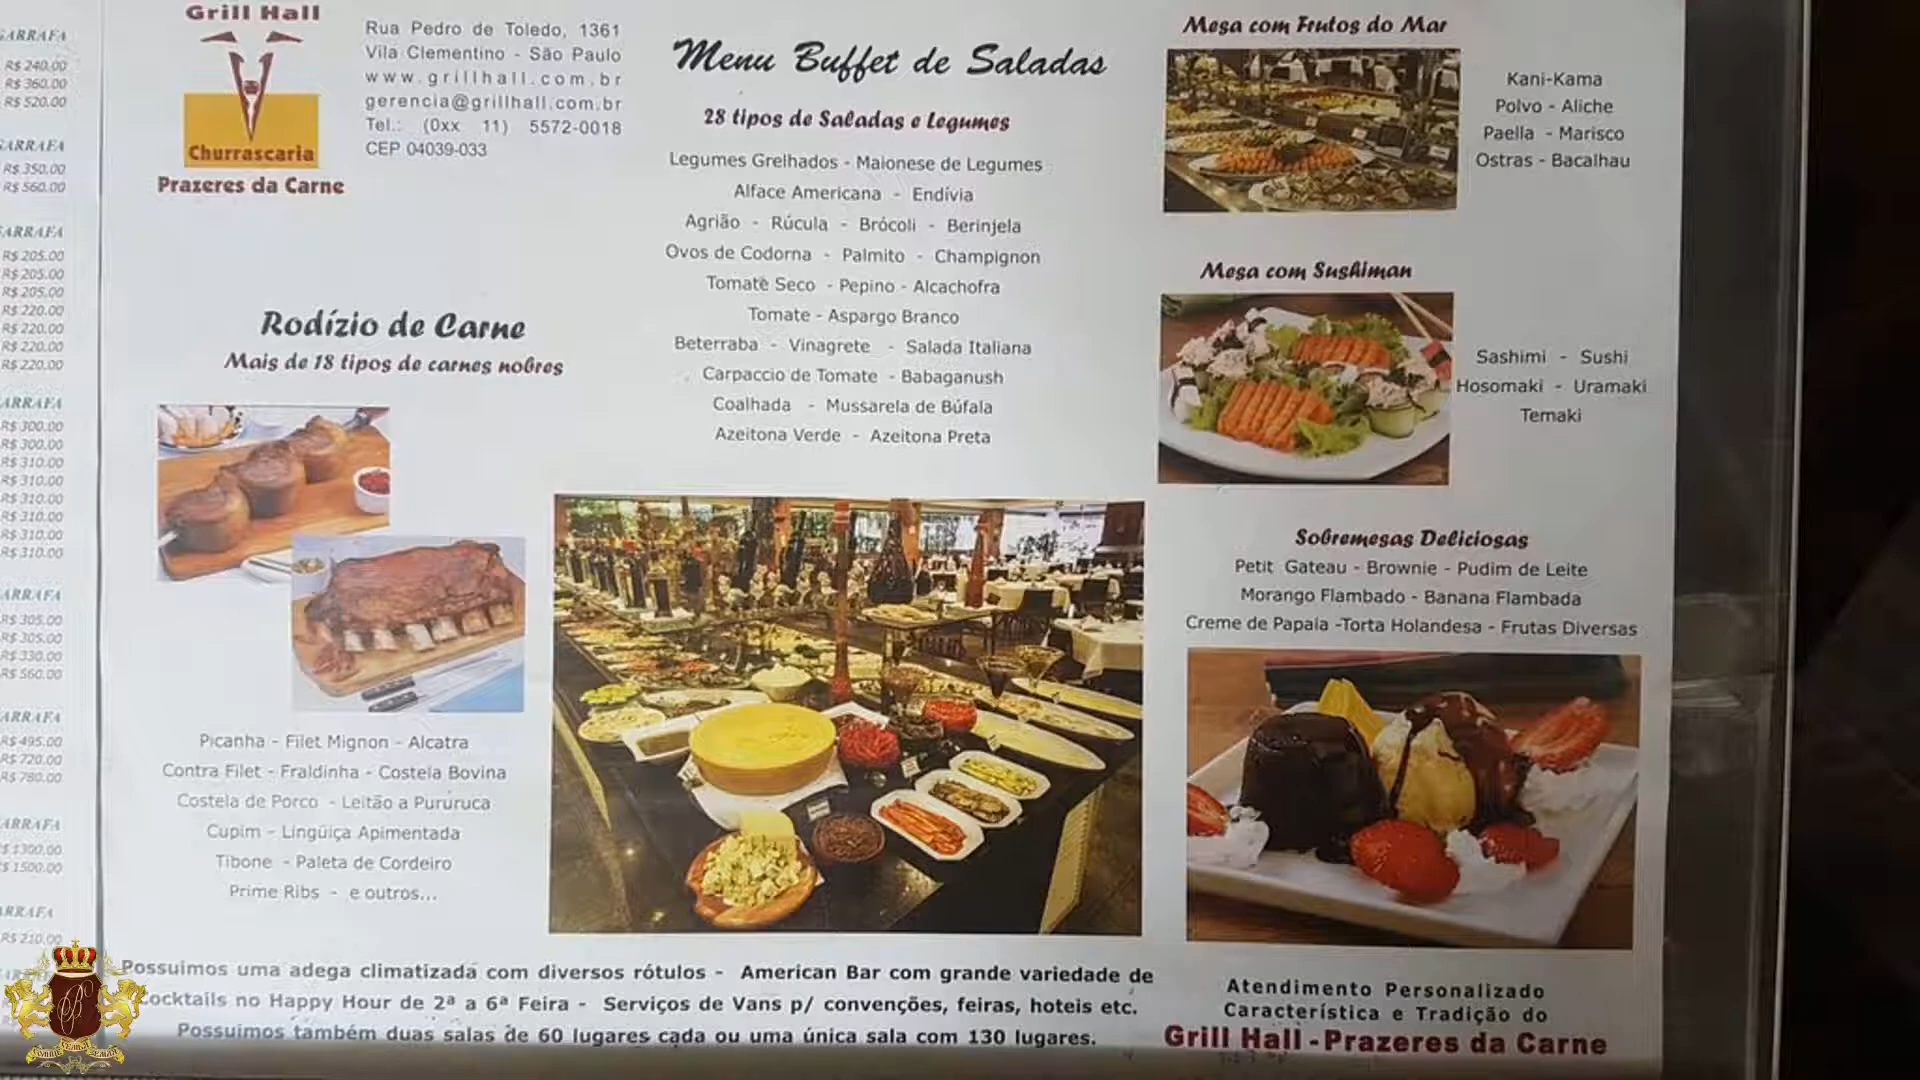 GARRAFA
R$ 240.00
R$ 360.00
R$ 520.00
GARRAFA
R$ 350.00
R$ 560.00
GARRAFA
R$ 205.00
R$ 205.00
R$ 205.00
R$ 220.00
R$ 220.00
R$ 220.00
R$ 220.00
ARRAFA
R$ 300.00
R$ 300.00
R$ 310.00
R$ 310.00
R$ 310.00
R$ 310.00
R$ 310.00
R$ 310.00
ARRAFA
R$ 305.00
R$ 305.00
R$ 330.00
R$ 560.00
ARRAFA
R$ 495.00
R$ 720.00
R$ 780.00
ARRAFA
$ 1300.00
$ 1500.00
ARRAFA
R$ 210.00
Grill Hall
Churrascaria
Prazeres da Carne
Rua Pedro de Toledo, 1361
Vila Clementino - São Paulo
www.grillhall.com.br
gerencia@grillhall.com.br
Tel.: (0xx 11) 5572-0018
CEP 04039-033
Rodízio de Carne
Mais de 18 tipos de carnes nobres
Picanha - Filet Mignon - Alcatra
Contra Filet - Fraldinha - Costela Bovina
Costela de Porco - Leitão a Pururuca
Cupim - Lingüiça Apimentada
Tibone - Paleta de Cordeiro
Prime Ribs - e outros...
Menu Buffet de Saladas
28 tipos de Saladas e Legumes
Legumes Grelhados - Maionese de Legumes
Alface Americana - Endívia
Agrião - Rúcula - Brócoli - Berinjela
Ovos de Codorna - Palmito - Champignon
Tomate Seco - Pepino - Alcachofra
Tomate - Aspargo Branco
Beterraba - Vinagrete - Salada Italiana
Carpaccio de Tomate - Babaganush
Coalhada - Mussarela de Búfala
Azeitona Verde - Azeitona Preta
Mesa com Frutos do Mar
Kani-Kama
Polvo - Aliche
Paella - Marisco
Ostras - Bacalhau
Mesa com Sushiman
Sashimi - Sushi
Hosomaki - Uramaki
Temaki
Sobremesas Deliciosas
Petit Gateau - Brownie - Pudim de Leite
Morango Flambado - Banana Flambada
Creme de Papaia -Torta Holandesa - Frutas Diversas
Possuimos uma adega climatizada com diversos rótulos - American Bar com grande variedade de
Cocktails no Happy Hour de 2ª a 6ª Feira - Serviços de Vans p/ convenções, feiras, hoteis etc.
Possuimos também duas salas de 60 lugares cada ou uma única sala com 130 lugares.
Atendimento Personalizado
Característica e Tradição do
Grill Hall - Prazeres da Carne